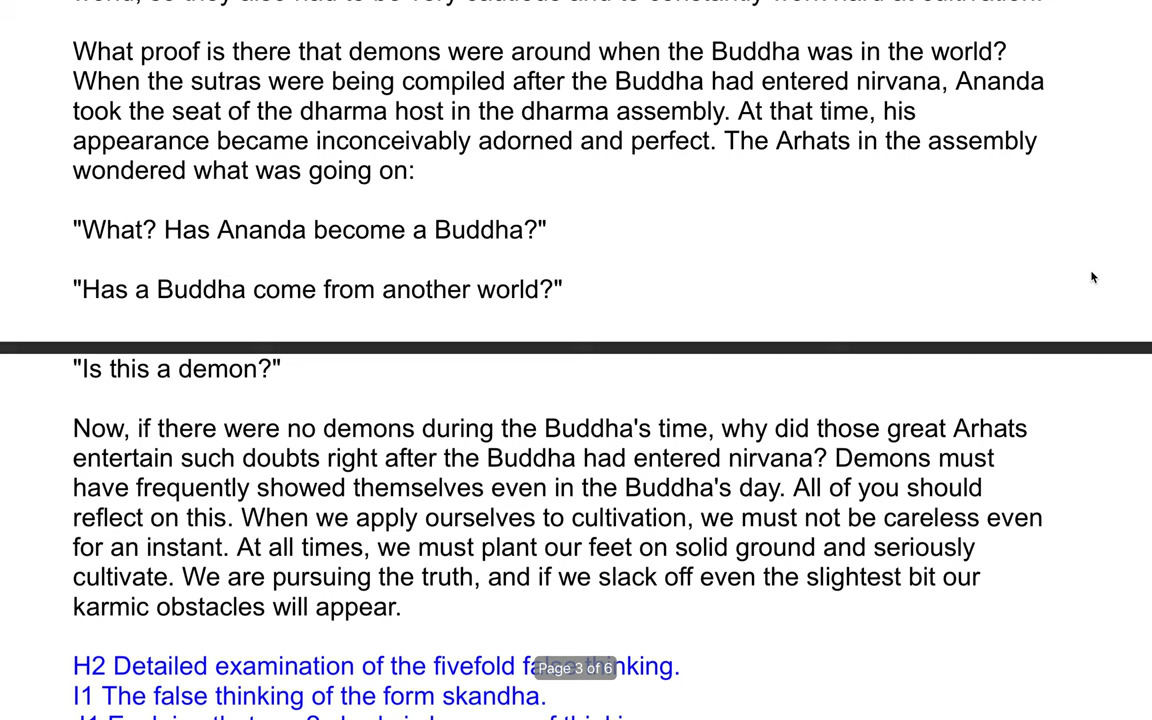 What proof is there that demons were around when the Buddha was in the world?
When the sutras were being compiled after the Buddha had entered nirvana, Ananda
took the seat of the dharma host in the dharma assembly. At that time, his
appearance became inconceivably adorned and perfect. The Arhats in the assembly
wondered what was going on:
"What? Has Ananda become a Buddha?"
"Has a Buddha come from another world?"
"Is this a demon?"
Now, if there were no demons during the Buddha's time, why did those great Arhats
entertain such doubts right after the Buddha had entered nirvana? Demons must
have frequently showed themselves even in the Buddha's day. All of you should
reflect on this. When we apply ourselves to cultivation, we must not be careless even
for an instant. At all times, we must plant our feet on solid ground and seriously
cultivate. We are pursuing the truth, and if we slack off even the slightest bit our
karmic obstacles will appear.
H2 Detailed examination of the fivefold false thinking.
Page 3 of 6
I1 The false thinking of the form skandha.